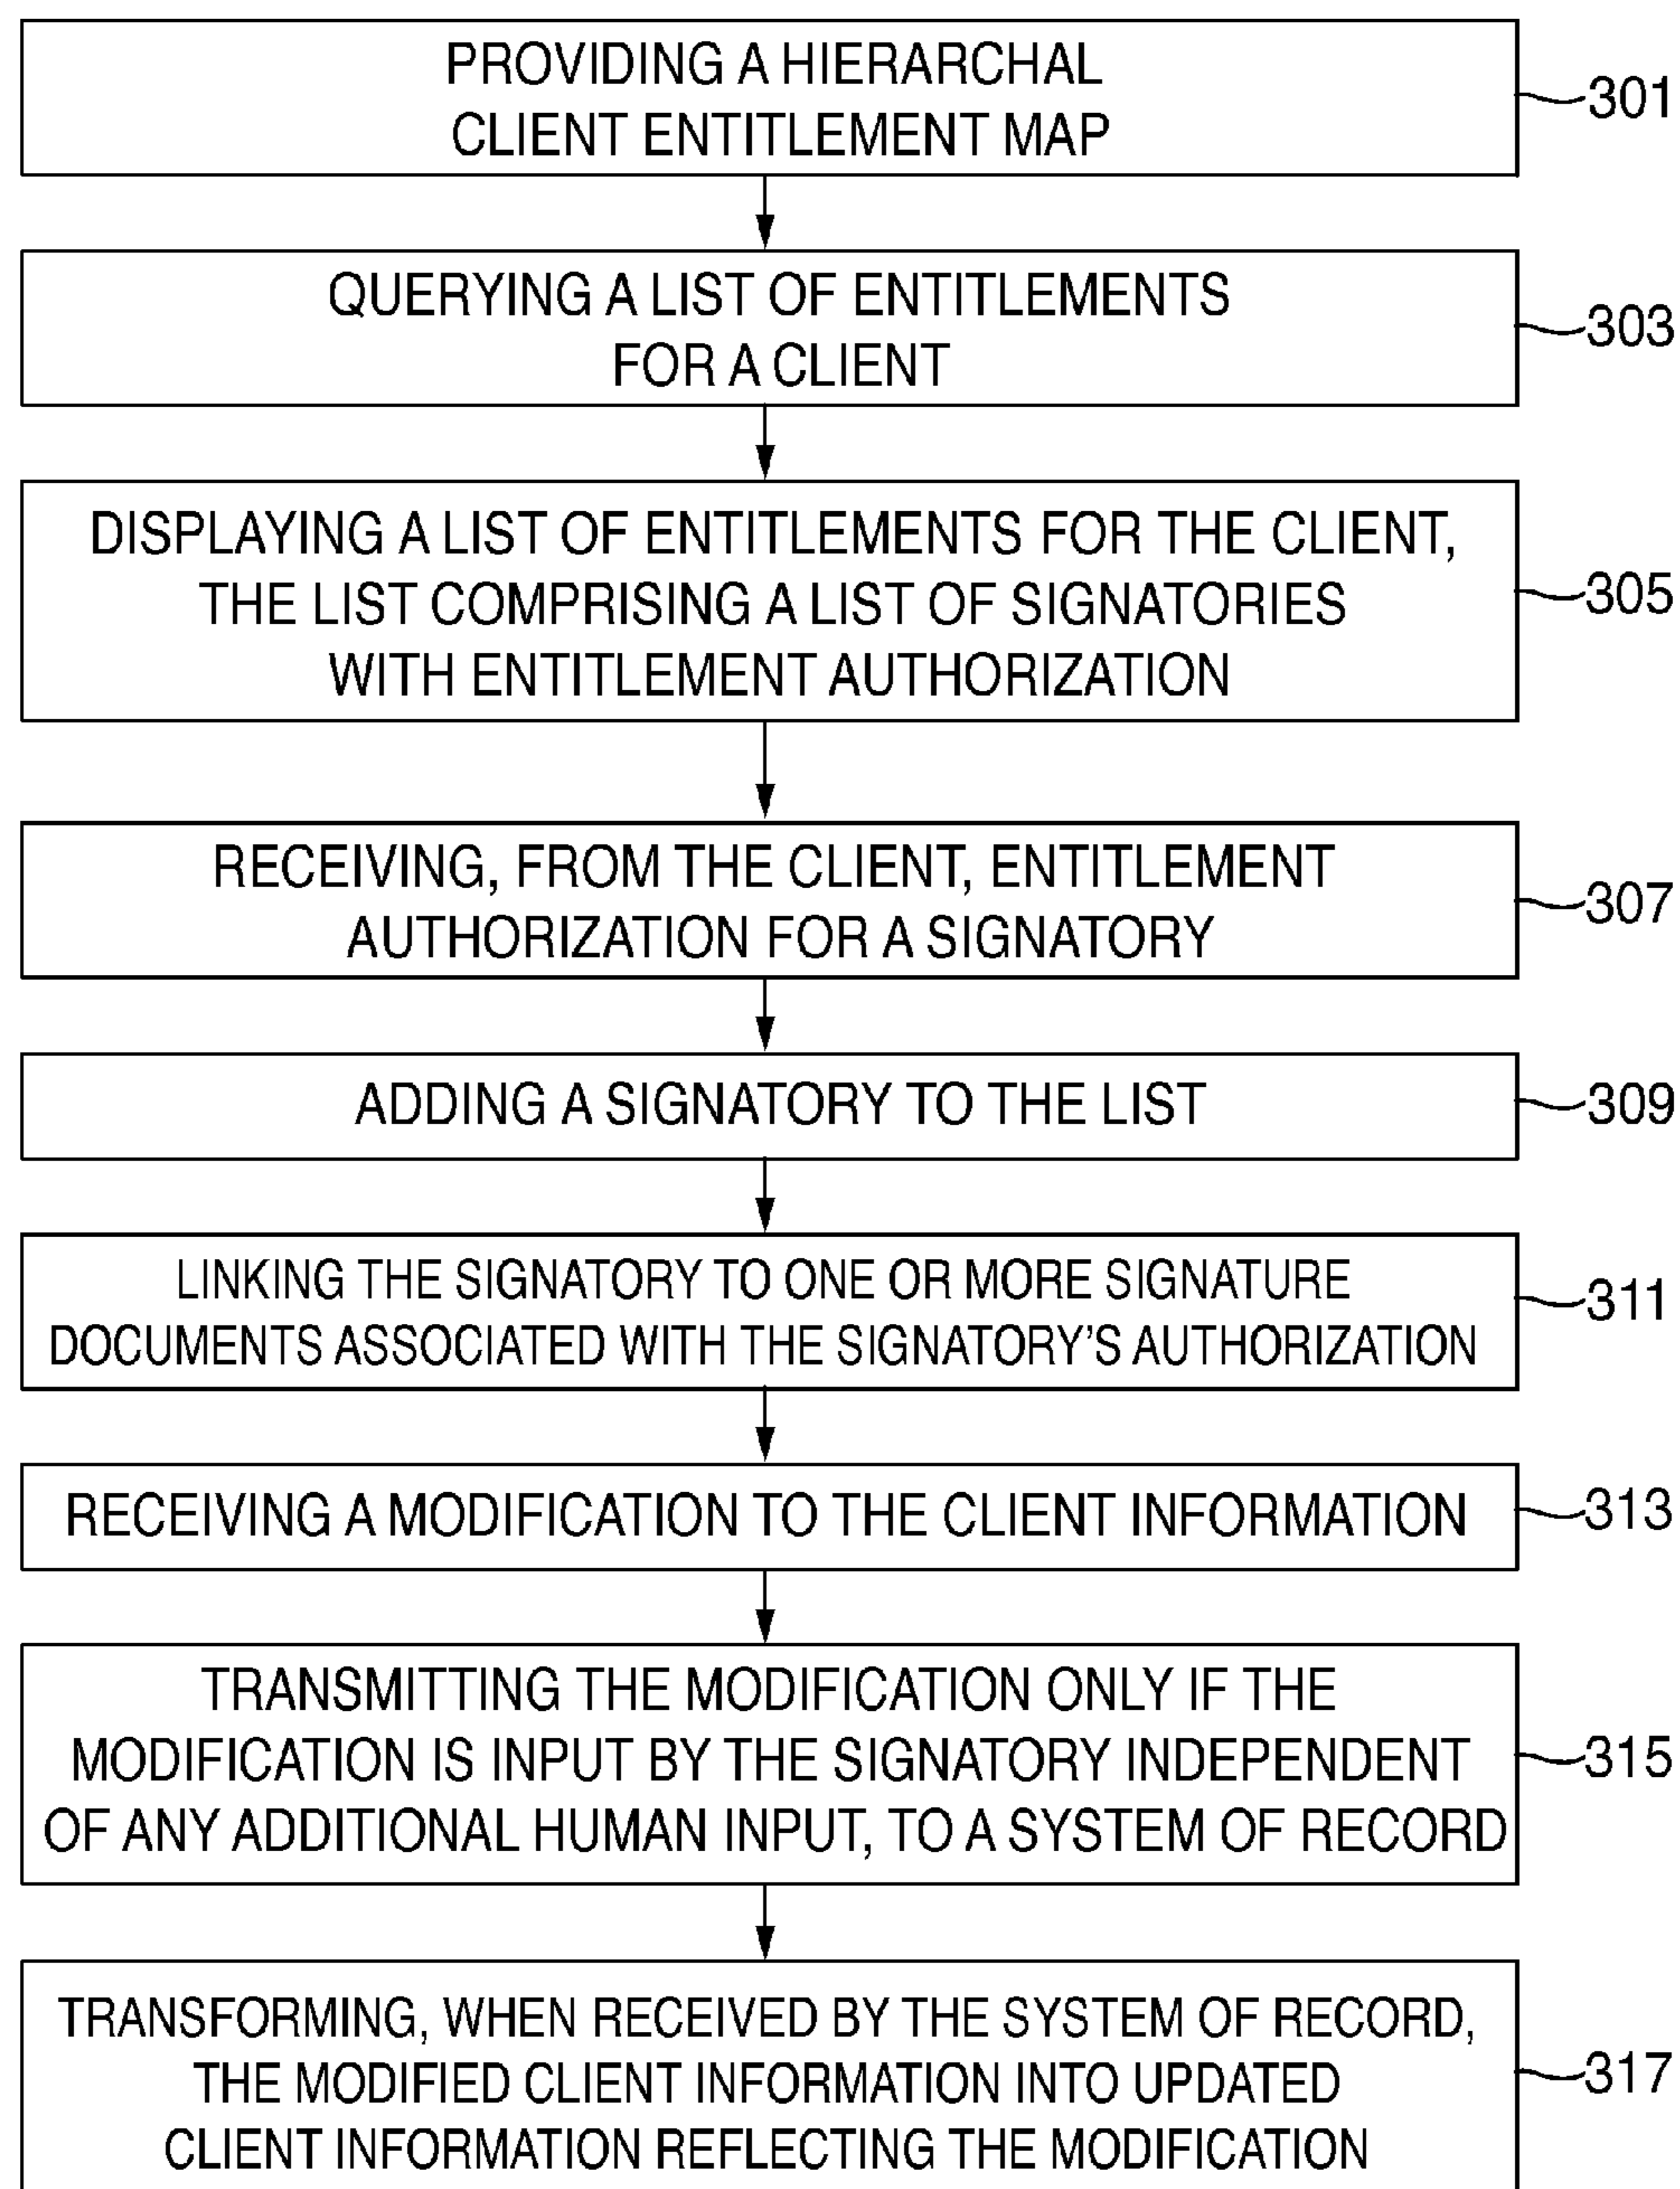 PROVIDING A HIERARCHAL
CLIENT ENTITLEMENT MAP
301
QUERYING A LIST OF ENTITLEMENTS
FOR A CLIENT
303
DISPLAYING A LIST OF ENTITLEMENTS FOR THE CLIENT,
THE LIST COMPRISING A LIST OF SIGNATORIES
WITH ENTITLEMENT AUTHORIZATION
305
RECEIVING, FROM THE CLIENT, ENTITLEMENT
AUTHORIZATION FOR A SIGNATORY
307
ADDING A SIGNATORY TO THE LIST
309
LINKING THE SIGNATORY TO ONE OR MORE SIGNATURE
DOCUMENTS ASSOCIATED WITH THE SIGNATORY'S AUTHORIZATION
311
RECEIVING A MODIFICATION TO THE CLIENT INFORMATION
313
TRANSMITTING THE MODIFICATION ONLY IF THE
MODIFICATION IS INPUT BY THE SIGNATORY INDEPENDENT
OF ANY ADDITIONAL HUMAN INPUT, TO A SYSTEM OF RECORD
315
TRANSFORMING, WHEN RECEIVED BY THE SYSTEM OF RECORD,
THE MODIFIED CLIENT INFORMATION INTO UPDATED
CLIENT INFORMATION REFLECTING THE MODIFICATION
317